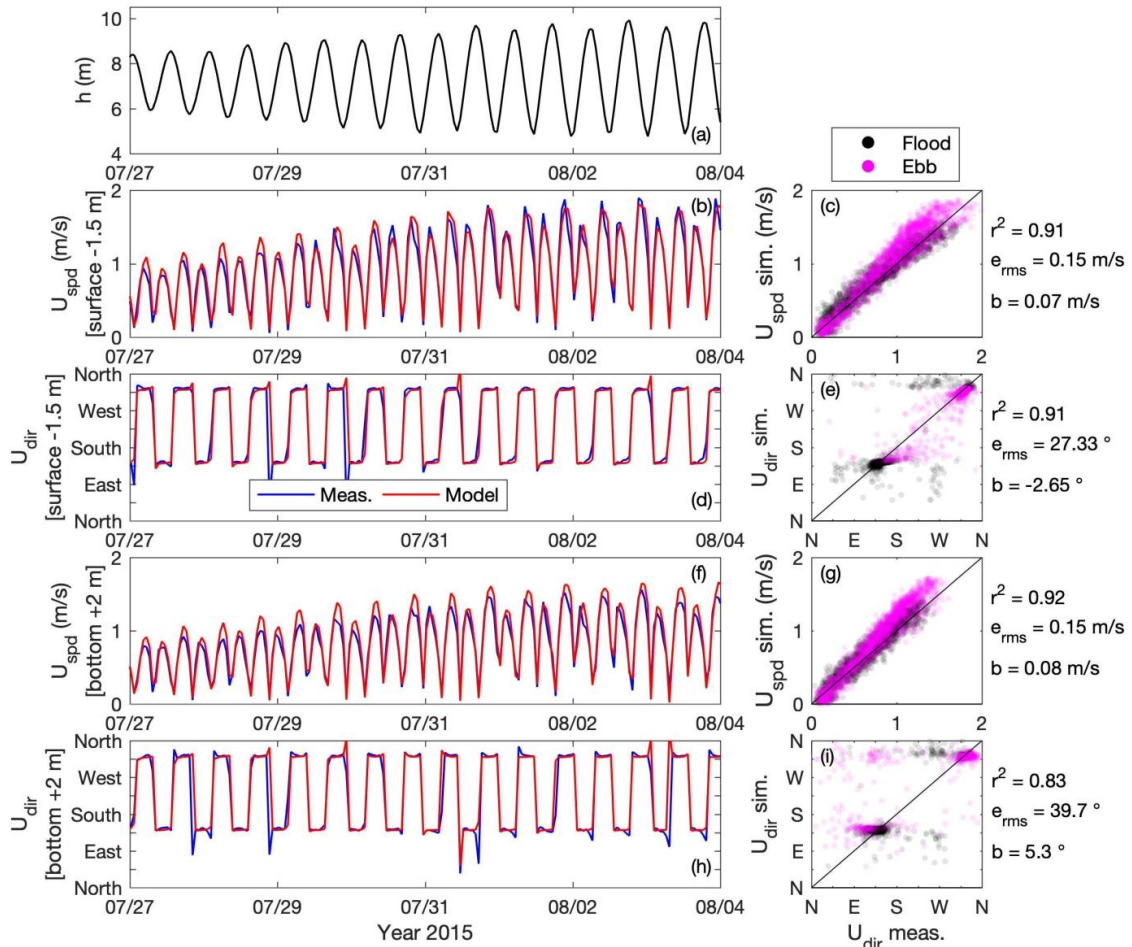 10
8
6
4
h (m)
(a)
07/27 07/29 07/31 08/02 08/04
Flood
Ebb
2
1
0
U_spd (m/s)
[surface -1.5 m]
(b)
07/27 07/29 07/31 08/02 08/04
2
1
0
U_spd sim. (m/s)
(c)
0 1 2
r² = 0.91
e_rms = 0.15 m/s
b = 0.07 m/s
North
West
South
East
North
U_dir
[surface -1.5 m]
Meas. Model
(d)
07/27 07/29 07/31 08/02 08/04
N
W
S
E
N
U_dir sim.
(e)
N E S W N
r² = 0.91
e_rms = 27.33 °
b = -2.65 °
2
1
0
U_spd (m/s)
[bottom +2 m]
(f)
07/27 07/29 07/31 08/02 08/04
2
1
0
U_spd sim. (m/s)
(g)
0 1 2
r² = 0.92
e_rms = 0.15 m/s
b = 0.08 m/s
North
West
South
East
North
U_dir
[bottom +2 m]
(h)
07/27 07/29 07/31 08/02 08/04
Year 2015
N
W
S
E
N
U_dir sim.
(i)
N E S W N
U_dir meas.
r² = 0.83
e_rms = 39.7 °
b = 5.3 °